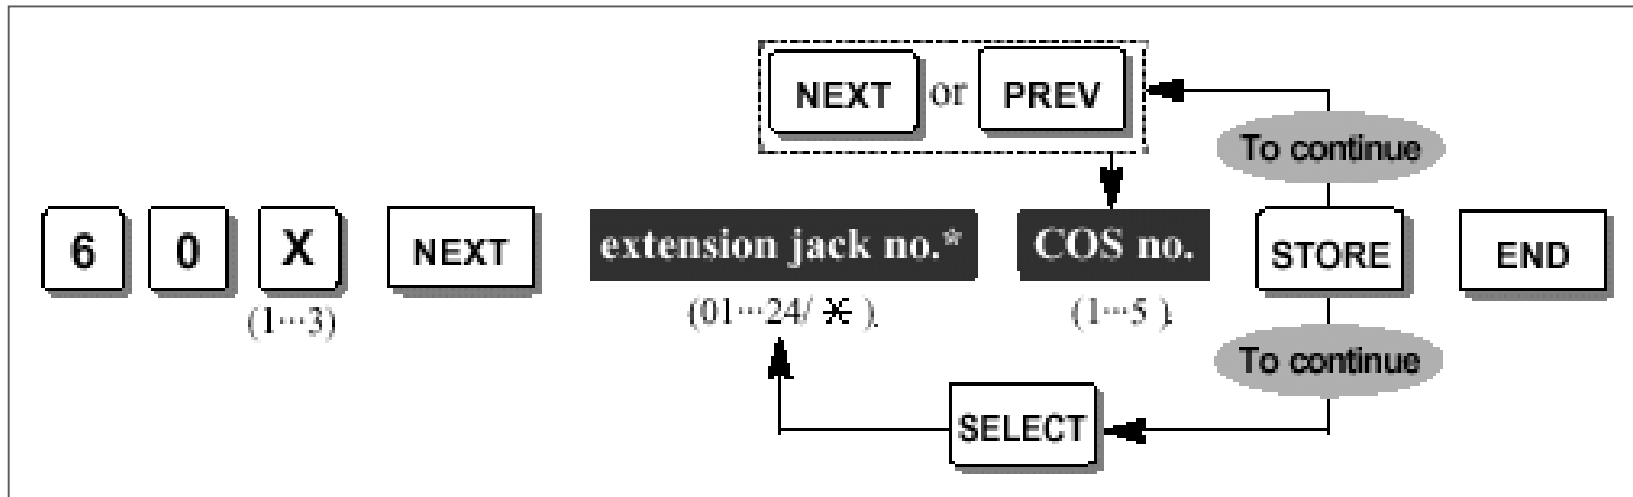 NEXT or PREV
To continue
6 0 X NEXT extension jack no.* COS no. STORE END
(1···3) (01···24/ ✳ ) (1···5 )
To continue
SELECT